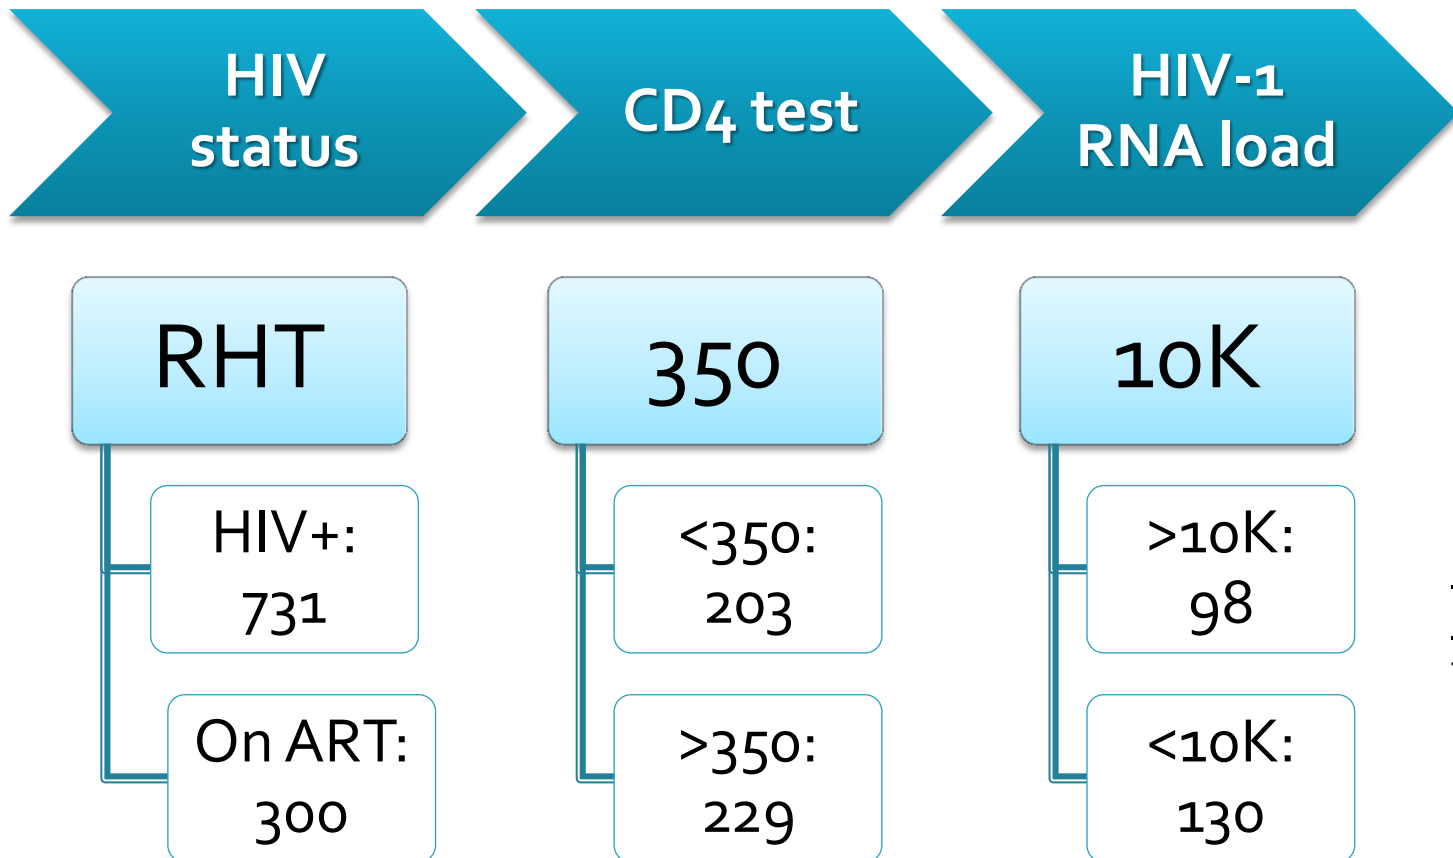 HIV
status
CD4 test
HIV-1
RNA load
RHT
350
10K
HIV+:
731
<350:
203
>10K:
98
On ART:
300
>350:
229
<10K:
130